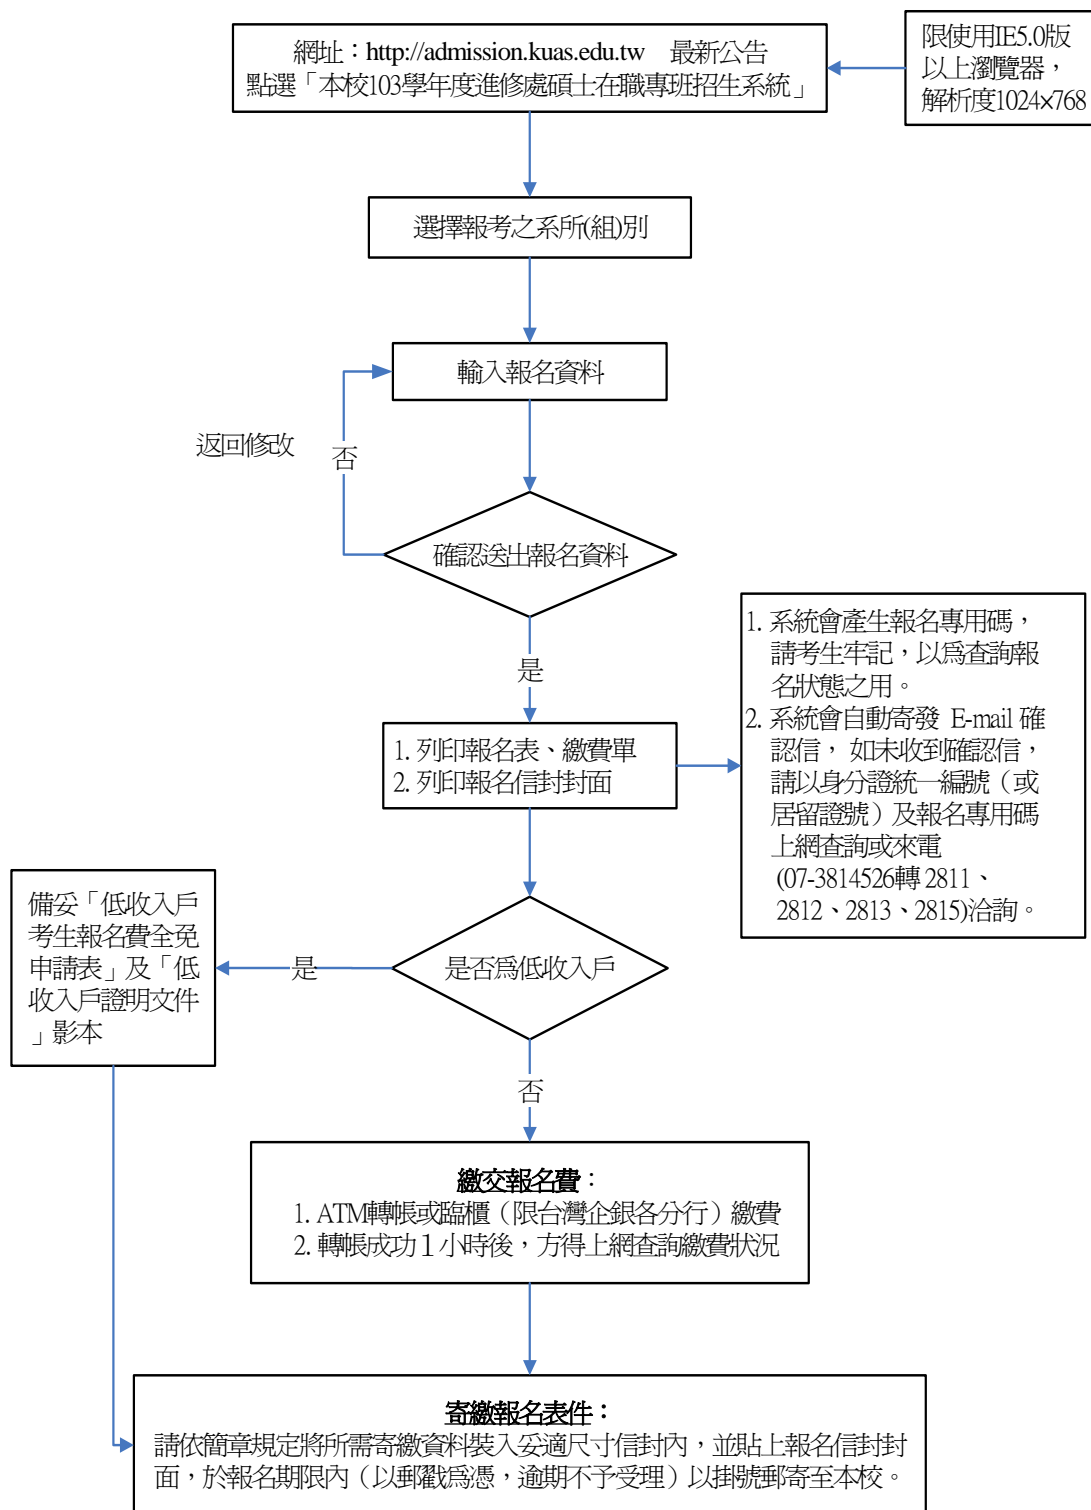 網址：http://admission.kuas.edu.tw　最新公告
點選「本校103學年度進修處碩士在職專班招生系統」
限使用IE5.0版
以上瀏覽器，
解析度1024×768
選擇報考之系所(組)別
輸入報名資料
返回修改
否
確認送出報名資料
是
1. 列印報名表、繳費單
2. 列印報名信封封面
1. 系統會產生報名專用碼，
請考生牢記，以為查詢報
名狀態之用。
2. 系統會自動寄發 E-mail 確
認信， 如未收到確認信，
請以身分證統一編號（或
居留證號）及報名專用碼
上網查詢或來電
(07-3814526轉 2811、
2812、2813、2815)洽詢。
是否為低收入戶
是
備妥「低收入戶
考生報名費全免
申請表」及「低
收入戶證明文件
」影本
否
繳交報名費：
1. ATM轉帳或臨櫃（限台灣企銀各分行）繳費
2. 轉帳成功１小時後，方得上網查詢繳費狀況
寄繳報名表件：
請依簡章規定將所需寄繳資料裝入妥適尺寸信封內，並貼上報名信封封
面，於報名期限內（以郵戳為憑，逾期不予受理）以掛號郵寄至本校。